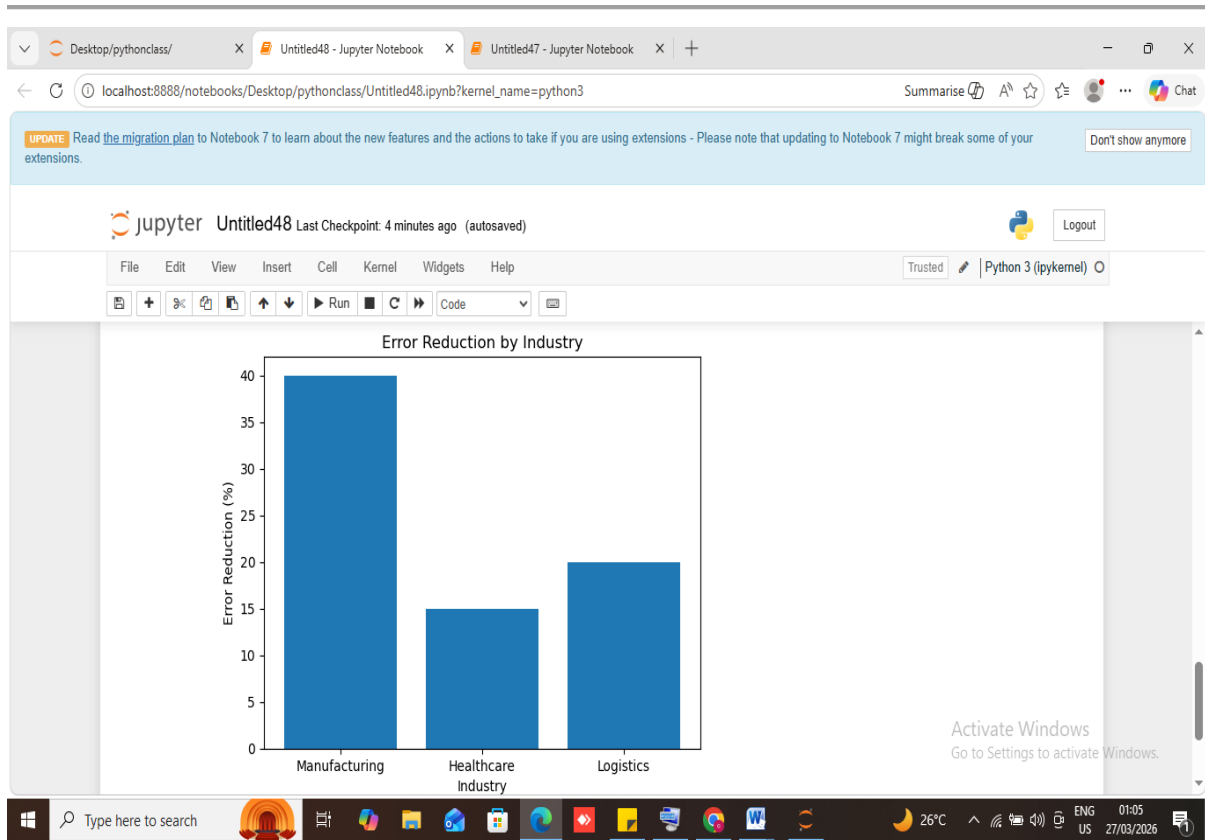 Desktop/pythonclass/
Untitled48 - Jupyter Notebook
Untitled47 - Jupyter Notebook
localhost:8888/notebooks/Desktop/pythonclass/Untitled48.ipynb?kernel_name=python3
Summarise
Chat
UPDATE Read the migration plan to Notebook 7 to learn about the new features and the actions to take if you are using extensions - Please note that updating to Notebook 7 might break some of your
extensions.
Don't show anymore
jupyter Untitled48 Last Checkpoint: 4 minutes ago (autosaved)
Logout
File Edit View Insert Cell Kernel Widgets Help
Trusted Python 3 (ipykernel)
Run Code
Error Reduction by Industry
Error Reduction (%)
40
35
30
25
20
15
10
5
0
Manufacturing Healthcare Logistics
Industry
Activate Windows
Go to Settings to activate Windows.
Type here to search
26°C
ENG
US
01:05
27/03/2026
1